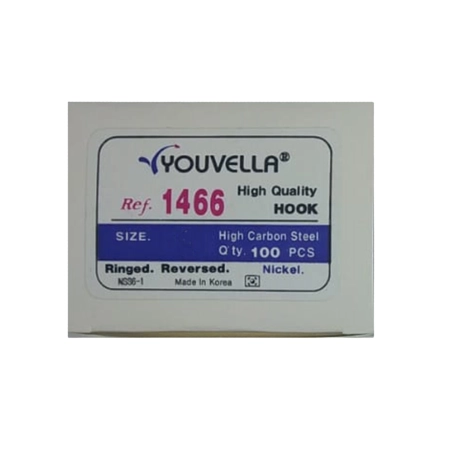 YOUVELLA®
Ref. 1466 High Quality HOOK
SIZE. High Carbon Steel
Q'ty. 100 PCS
Ringed. Reversed. Nickel.
NS96-1 Made in Korea